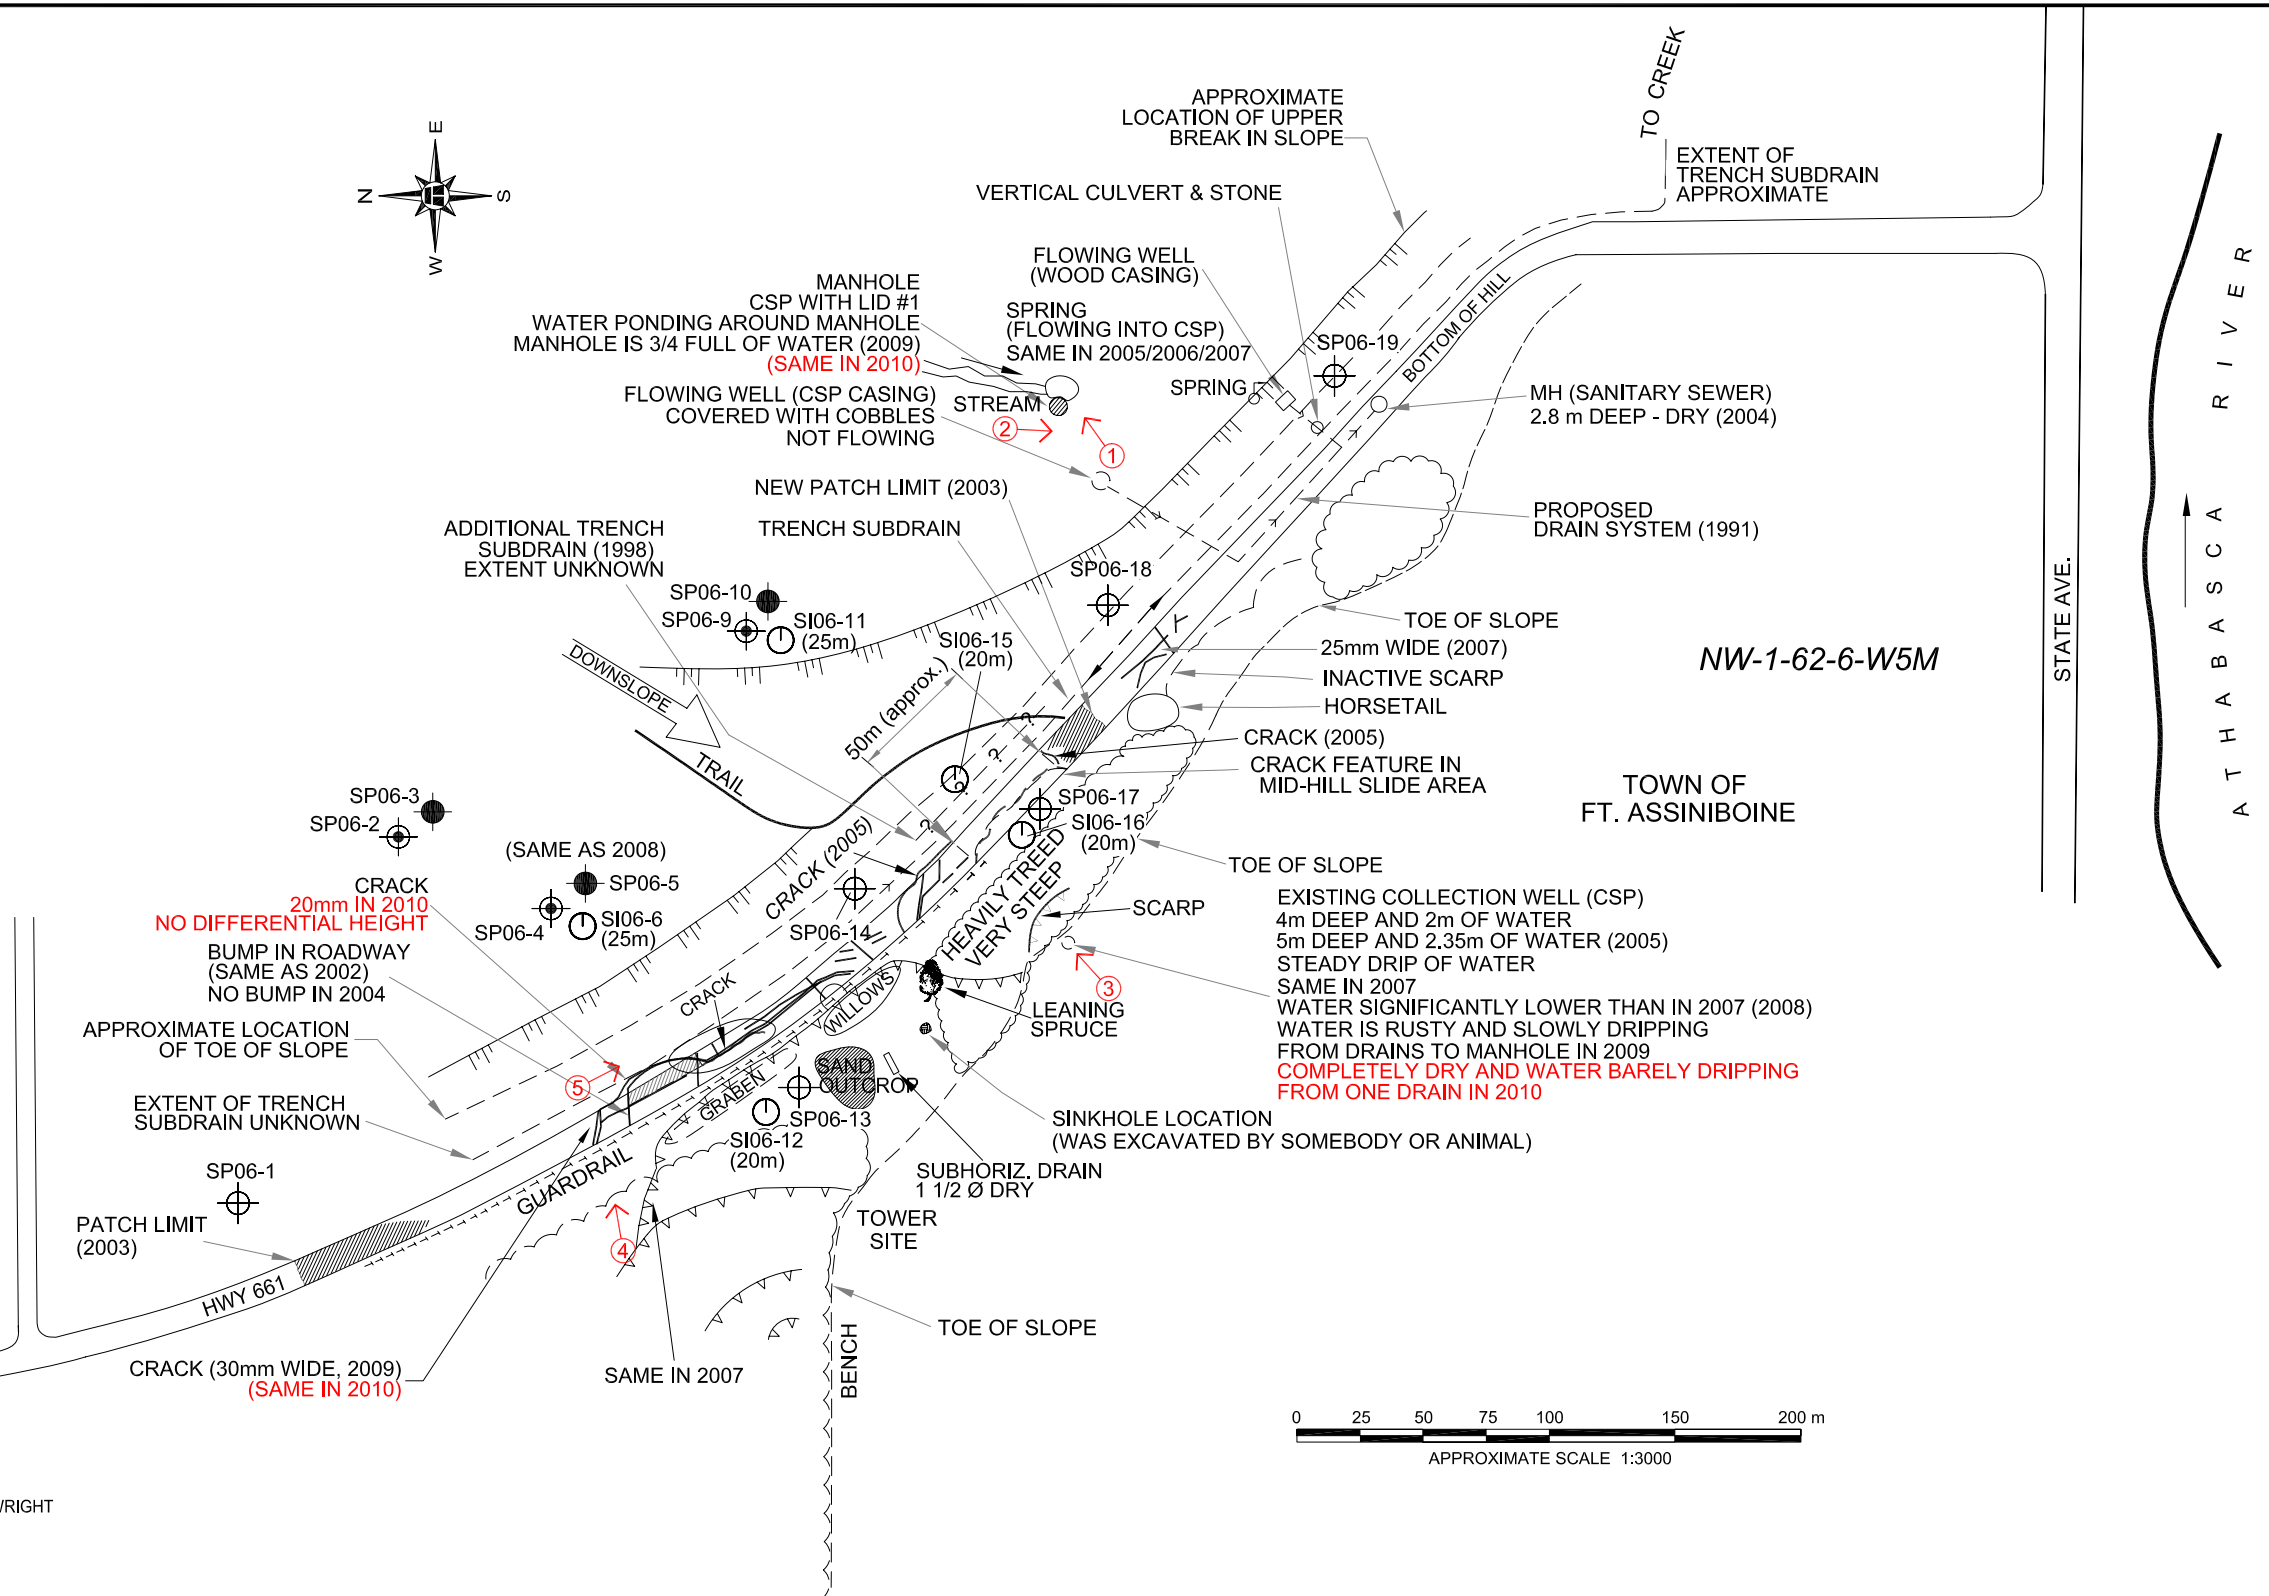 APPROXIMATE
LOCATION OF UPPER
BREAK IN SLOPE
TO CREEK
EXTENT OF
TRENCH SUBDRAIN
APPROXIMATE
E
N
S
W
VERTICAL CULVERT & STONE
FLOWING WELL
(WOOD CASING)
MANHOLE
CSP WITH LID #1
WATER PONDING AROUND MANHOLE
MANHOLE IS 3/4 FULL OF WATER (2009)
(SAME IN 2010)
SPRING
(FLOWING INTO CSP)
SAME IN 2005/2006/2007
SP06-19
BOTTOM OF HILL
SPRING
FLOWING WELL (CSP CASING)
COVERED WITH COBBLES
NOT FLOWING
STREAM
2
1
MH (SANITARY SEWER)
2.8 m DEEP - DRY (2004)
ATHABASCA RIVER
NEW PATCH LIMIT (2003)
TRENCH SUBDRAIN
PROPOSED
DRAIN SYSTEM (1991)
ADDITIONAL TRENCH
SUBDRAIN (1998)
EXTENT UNKNOWN
SP06-10
SP06-9
SI06-11
(25m)
SP06-18
SI06-15
(20m)
TOE OF SLOPE
25mm WIDE (2007)
INACTIVE SCARP
HORSETAIL
NW-1-62-6-W5M
STATE AVE.
DOWNSLOPE
50m (approx.)
TRAIL
?
?
?
?
CRACK (2005)
CRACK FEATURE IN
MID-HILL SLIDE AREA
TOWN OF
FT. ASSINIBOINE
SP06-3
SP06-2
SP06-17
SI06-16
(20m)
(SAME AS 2008)
SP06-5
SP06-4
SI06-6
(25m)
CRACK (2005)
SP06-14
HEAVILY TREED
VERY STEEP
TOE OF SLOPE
SCARP
CRACK
20mm IN 2010
NO DIFFERENTIAL HEIGHT
BUMP IN ROADWAY
(SAME AS 2002)
NO BUMP IN 2004
EXISTING COLLECTION WELL (CSP)
4m DEEP AND 2m OF WATER
5m DEEP AND 2.35m OF WATER (2005)
STEADY DRIP OF WATER
SAME IN 2007
WATER SIGNIFICANTLY LOWER THAN IN 2007 (2008)
WATER IS RUSTY AND SLOWLY DRIPPING
FROM DRAINS TO MANHOLE IN 2009
COMPLETELY DRY AND WATER BARELY DRIPPING
FROM ONE DRAIN IN 2010
3
CRACK
WILLOWS
LEANING
SPRUCE
APPROXIMATE LOCATION
OF TOE OF SLOPE
5
SAND
OUTCROP
GRABEN
EXTENT OF TRENCH
SUBDRAIN UNKNOWN
SP06-13
SI06-12
(20m)
SINKHOLE LOCATION
(WAS EXCAVATED BY SOMEBODY OR ANIMAL)
SUBHORIZ. DRAIN
1 1/2 Ø DRY
SP06-1
GUARDRAIL
PATCH LIMIT
(2003)
4
TOWER
SITE
HWY 661
TOE OF SLOPE
BENCH
CRACK (30mm WIDE, 2009)
(SAME IN 2010)
SAME IN 2007
0 25 50 75 100 150 200 m
APPROXIMATE SCALE 1:3000
/RIGHT